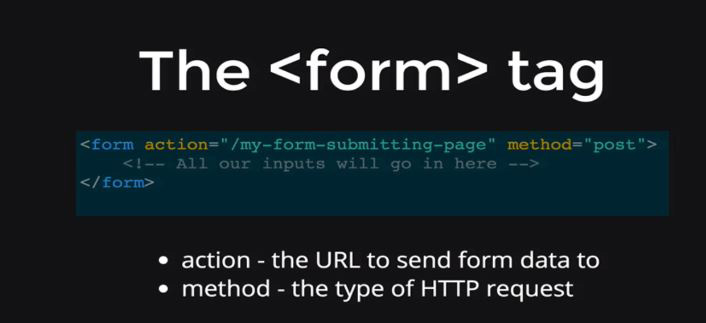 The <form> tag
<form action="/my-form-submitting-page" method="post">
<!-- All our inputs will go in here -->
</form>
• action - the URL to send form data to
• method - the type of HTTP request